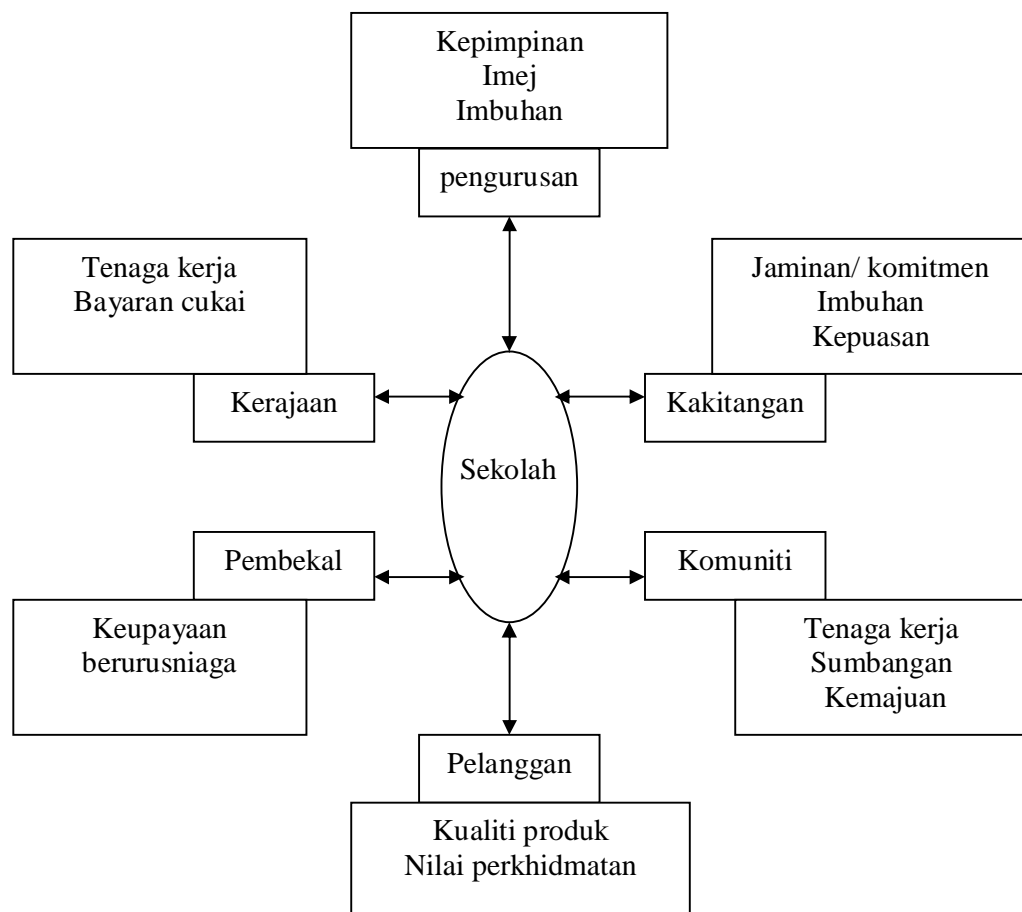 Kepimpinan
Imej
Imbuhan
pengurusan
Tenaga kerja
Bayaran cukai
Kerajaan
Jaminan/ komitmen
Imbuhan
Kepuasan
Kakitangan
Sekolah
Pembekal
Keupayaan
berurusniaga
Komuniti
Tenaga kerja
Sumbangan
Kemajuan
Pelanggan
Kualiti produk
Nilai perkhidmatan